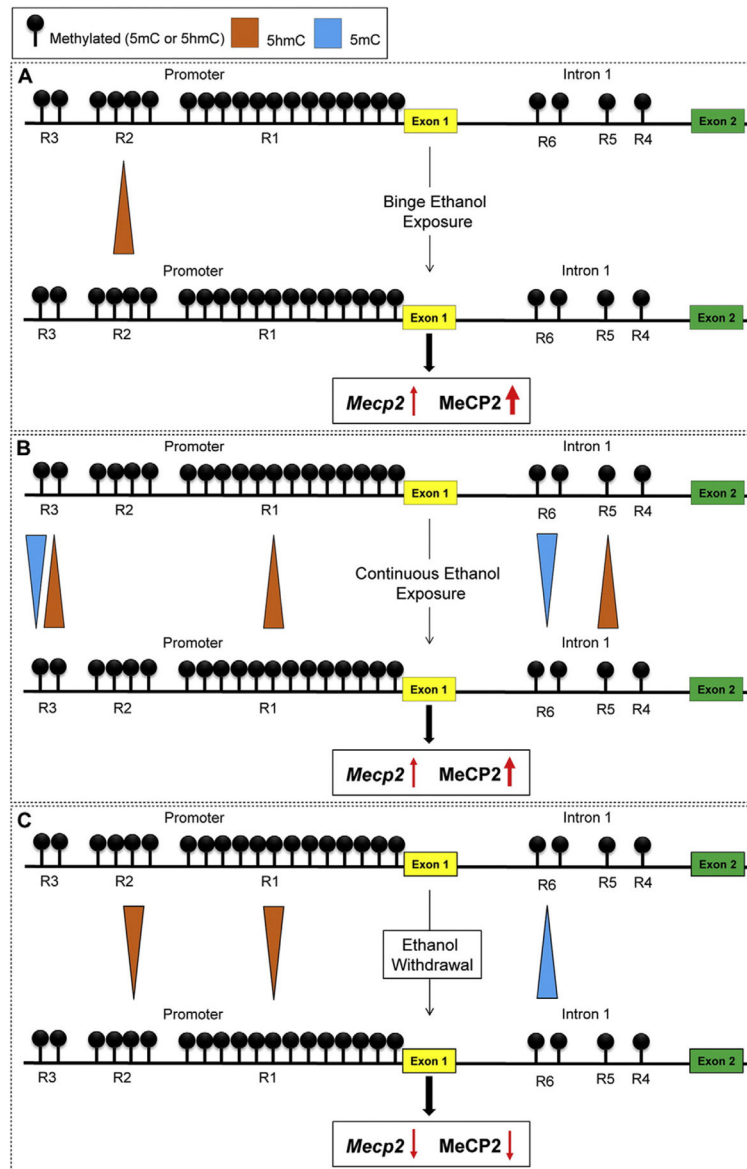 Methylated (5mC or 5hmC) 5hmC 5mC
A
Promoter Intron 1
Exon 1 Exon 2
R3 R2 R1 R6 R5 R4
Binge Ethanol
Exposure
Promoter Intron 1
Exon 1 Exon 2
R3 R2 R1 R6 R5 R4
Mecp2 MeCP2
B
Promoter Intron 1
Exon 1 Exon 2
R3 R2 R1 R6 R5 R4
Continuous Ethanol
Exposure
Promoter Intron 1
Exon 1 Exon 2
R3 R2 R1 R6 R5 R4
Mecp2 MeCP2
C
Promoter Intron 1
Exon 1 Exon 2
R3 R2 R1 R6 R5 R4
Ethanol
Withdrawal
Promoter Intron 1
Exon 1 Exon 2
R3 R2 R1 R6 R5 R4
Mecp2 MeCP2